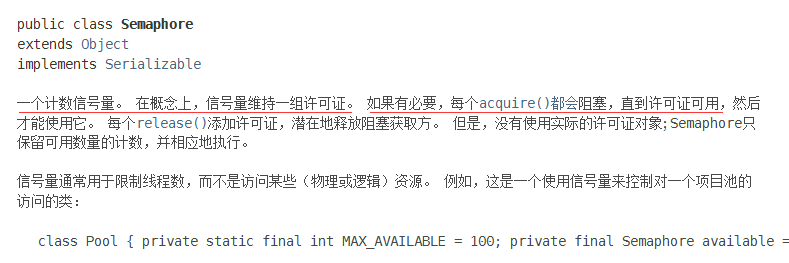 public class Semaphore
extends Object
implements Serializable
一个计数信号量。 在概念上，信号量维持一组许可证。 如果有必要，每个acquire()都会阻塞，直到许可证可用，然后
才能使用它。 每个release()添加许可证，潜在地释放阻塞获取方。 但是，没有使用实际的许可证对象;Semaphore只
保留可用数量的计数，并相应地执行。
信号量通常用于限制线程数，而不是访问某些（物理或逻辑）资源。 例如，这是一个使用信号量来控制对一个项目池的
访问的类：
class Pool { private static final int MAX_AVAILABLE = 100; private final Semaphore available =